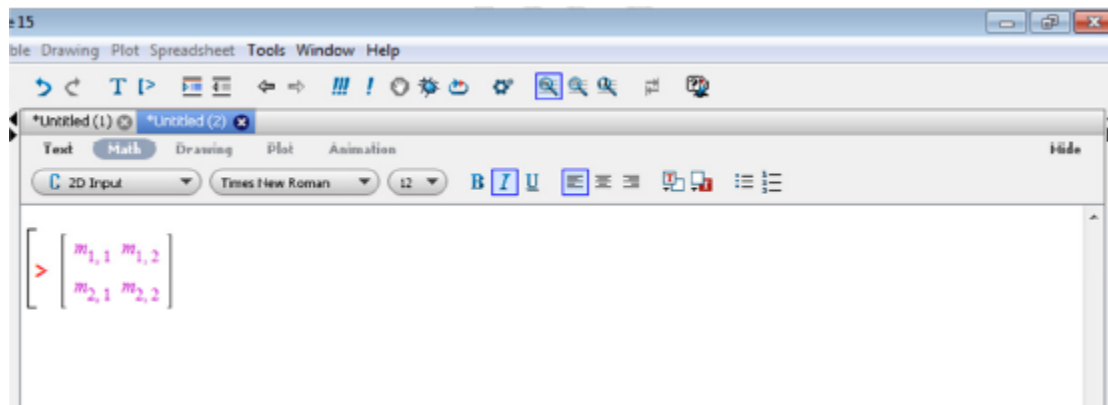 15
ble Drawing Plot Spreadsheet Tools Window Help
T !!! !
*Untitled (1) *Untitled (2)
Text Math Drawing Plot Animation Hide
C 2D Input Times New Roman 12 B I U
> m1,1 m1,2
m2,1 m2,2